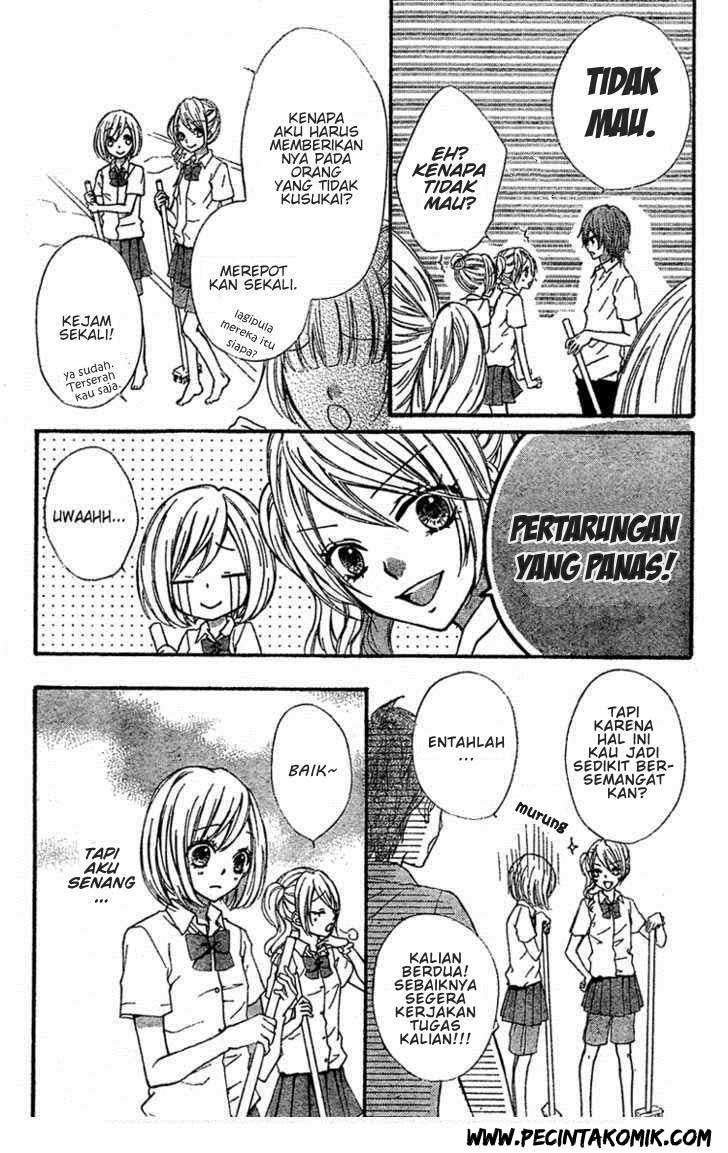 TIDAK
MAU.
EH?
KENAPA
TIDAK
MAU?
KENAPA
AKU HARUS
MEMBERIKAN
NYA PADA
ORANG
YANG TIDAK
KUSUKAI?
MEREPOT
KAN SEKALI.
lagipula
mereka itu
siapa?
KEJAM
SEKALI!
ya sudah.
Terserah
kau saja.
PERTARUNGAN
YANG PANAS!
UWAAHH...
TAPI
KARENA
HAL INI
KAU JADI
SEDIKIT BER-
SEMANGAT
KAN?
murung
ENTAHLAH
...
KALIAN
BERDUA!
SEBAIKNYA
SEGERA
KERJAKAN
TUGAS
KALIAN!!!
BAIK~
TAPI
AKU
SENANG
...
WWW.PECINTAKOMIK.COM